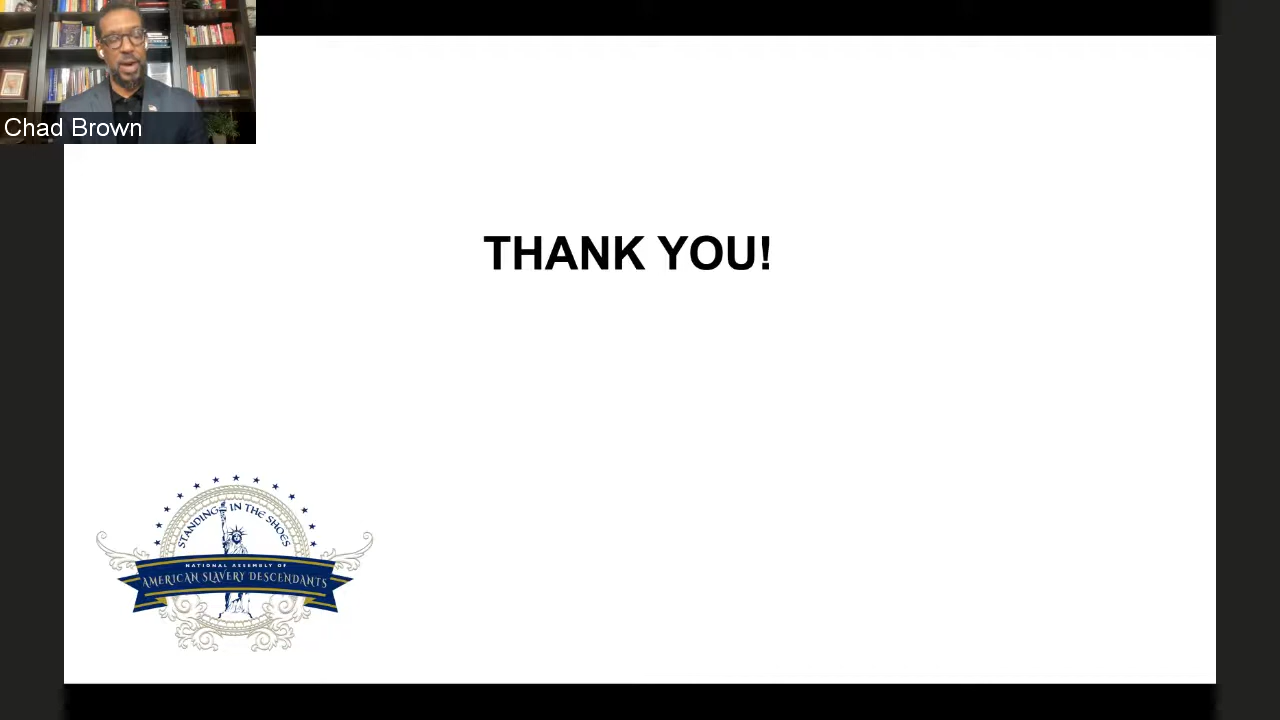 Chad Brown
THANK YOU!
STANDING IN THE SHOES
NATIONAL ASSEMBLY OF
AMERICAN SLAVERY DESCENDANTS